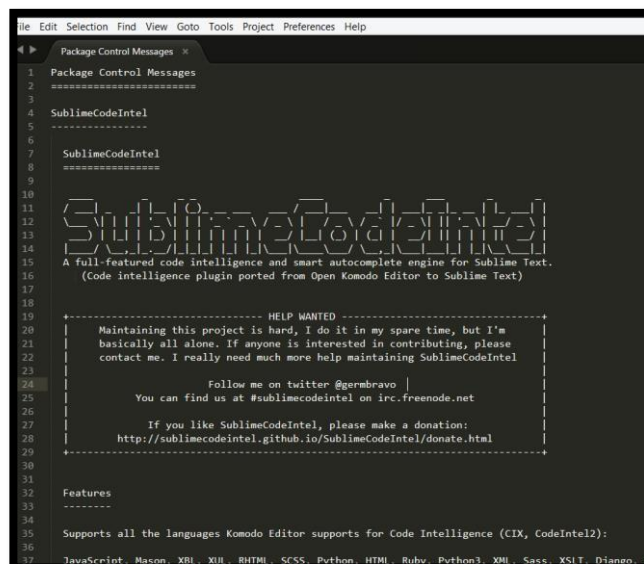 File Edit Selection Find View Goto Tools Project Preferences Help
Package Control Messages ×
1 Package Control Messages
2 ========================
3
4 SublimeCodeIntel
5 ----------------
6
7 SublimeCodeIntel
8 ================
9
10
11
12 SublimeCodeIntel
13
14
15 A full-featured code intelligence and smart autocomplete engine for Sublime Text.
16 (Code intelligence plugin ported from Open Komodo Editor to Sublime Text)
17
18
19 +-------------------------------- HELP WANTED ---------------------------------+
20 | Maintaining this project is hard, I do it in my spare time, but I'm |
21 | basically all alone. If anyone is interested in contributing, please |
22 | contact me. I really need much more help maintaining SublimeCodeIntel |
23 | |
24 | Follow me on twitter @germbravo |
25 | You can find us at #sublimecodeintel on irc.freenode.net |
26 | |
27 | If you like SublimeCodeIntel, please make a donation: |
28 | http://sublimecodeintel.github.io/SublimeCodeIntel/donate.html |
29 +------------------------------------------------------------------------------+
30
31
32 Features
33 --------
34
35 Supports all the languages Komodo Editor supports for Code Intelligence (CIX, CodeIntel2):
36
37 JavaScript, Mason, XBL, XUL, RHTML, SCSS, Python, HTML, Ruby, Python3, XML, Sass, XSLT, Django,